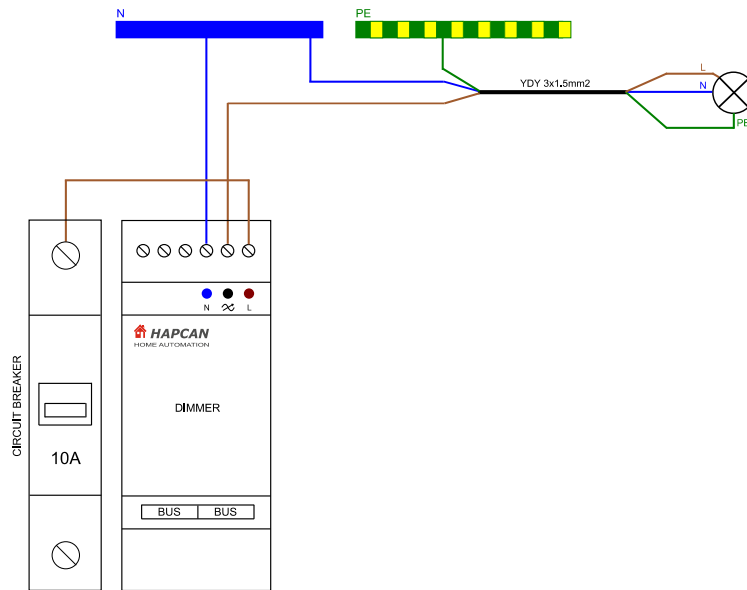 N
PE
YDY 3x1.5mm2
L
N
PE
N
L
HAPCAN
HOME AUTOMATION
CIRCUIT BREAKER
DIMMER
10A
BUS
BUS